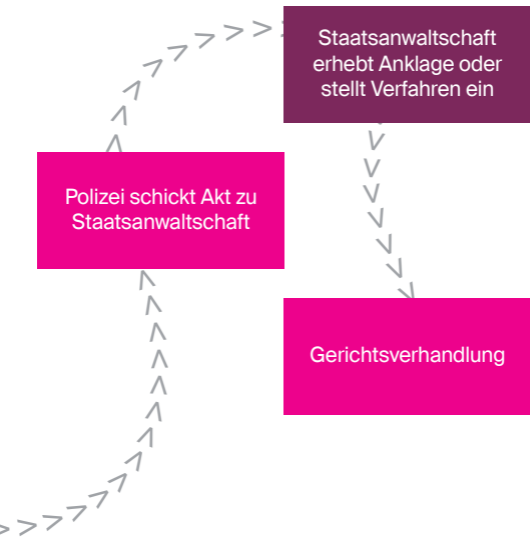 Staatsanwaltschaft
erhebt Anklage oder
stellt Verfahren ein
Polizei schickt Akt zu
Staatsanwaltschaft
Gerichtsverhandlung